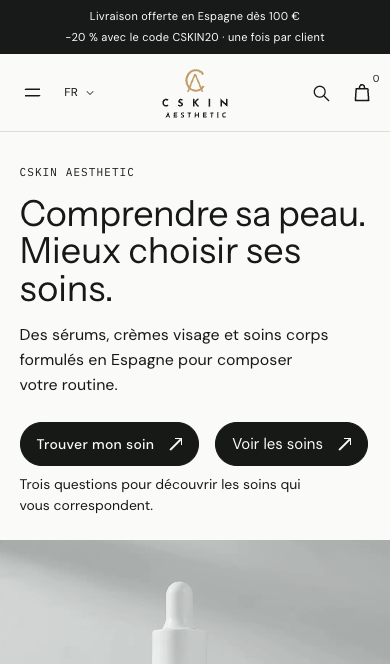 Livraison offerte en Espagne dès 100 €
-20 % avec le code CSKIN20 · une fois par client
FR
CSKIN
AESTHETIC
0
CSKIN AESTHETIC
Comprendre sa peau.
Mieux choisir ses
soins.
Des sérums, crèmes visage et soins corps
formulés en Espagne pour composer
votre routine.
Trouver mon soin
Voir les soins
Trois questions pour découvrir les soins qui
vous correspondent.